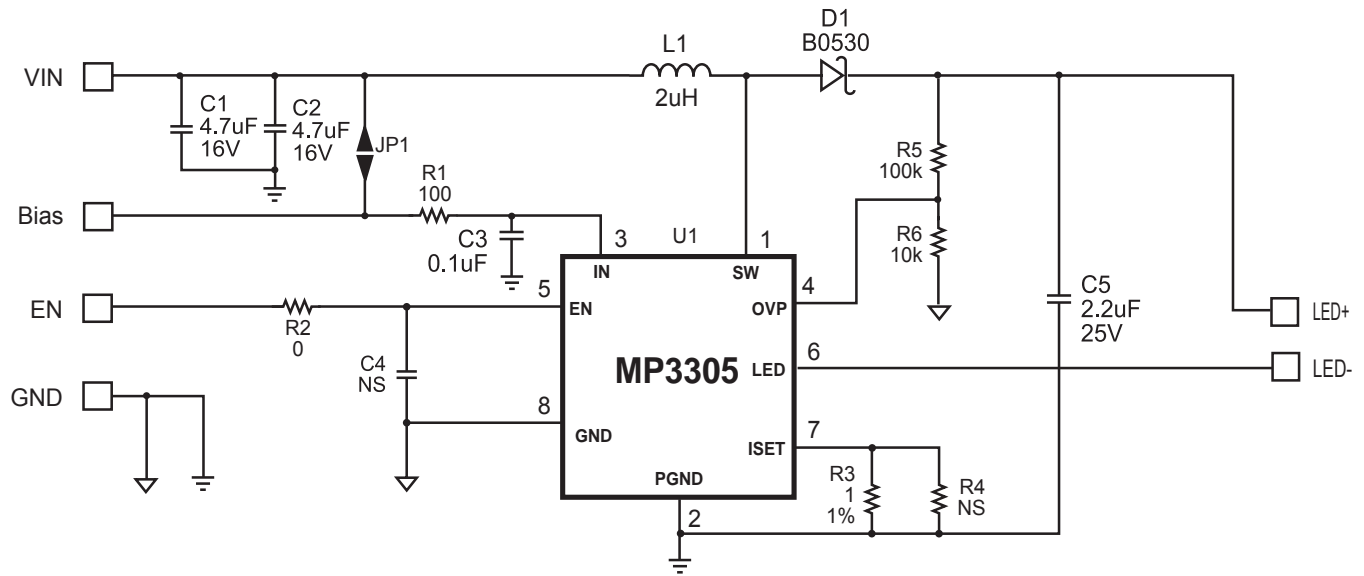 D1
B0530
L1
2uH
VIN
C1
4.7uF
16V
C2
4.7uF
16V
JP1
R5
100k
R1
100
Bias
C3
0.1uF
3
U1
1
R6
10k
IN
SW
5
4
EN
EN
OVP
C5
2.2uF
25V
LED+
R2
0
C4
NS
MP3305
LED
6
LED-
GND
8
GND
7
ISET
PGND
R3
1
1%
R4
NS
2